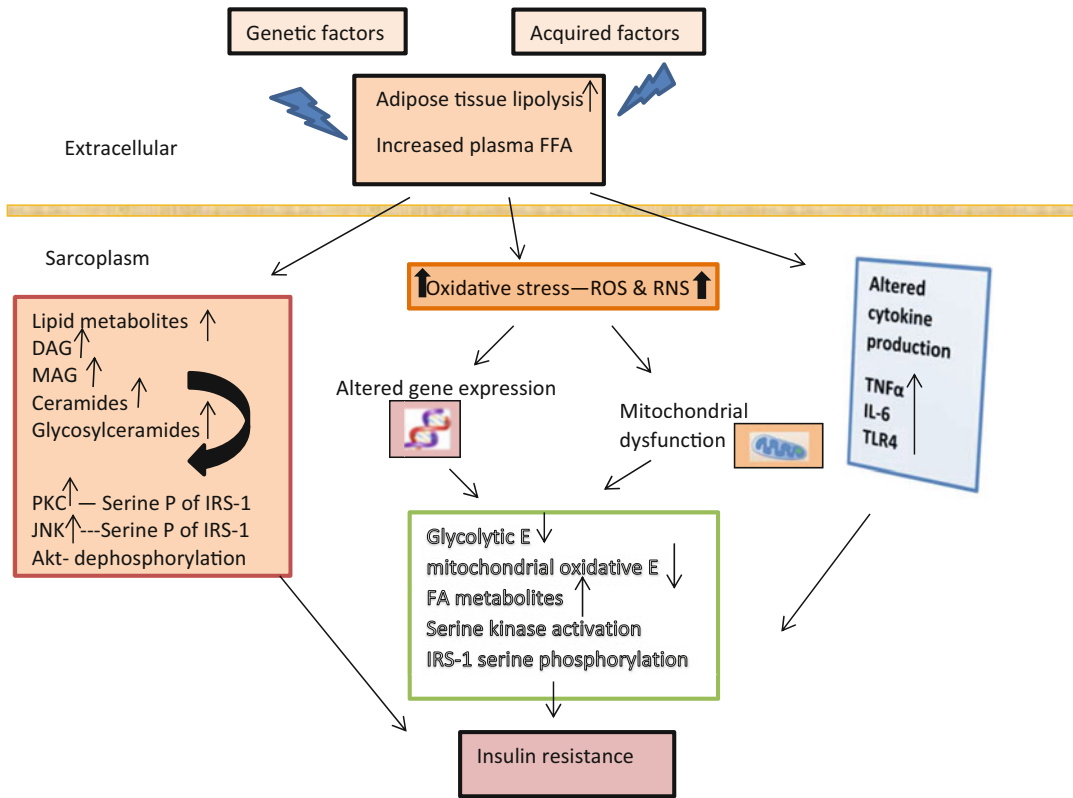 Genetic factors
Acquired factors
Adipose tissue lipolysis
Increased plasma FFA
Extracellular
Sarcoplasm
Lipid metabolites
DAG
MAG
Ceramides
Glycosylceramides
PKC — Serine P of IRS-1
JNK ---Serine P of IRS-1
Akt- dephosphorylation
Oxidative stress—ROS & RNS
Altered gene expression
Mitochondrial
dysfunction
Altered
cytokine
production
TNFα
IL-6
TLR4
Glycolytic E
mitochondrial oxidative E
FA metabolites
Serine kinase activation
IRS-1 serine phosphorylation
Insulin resistance